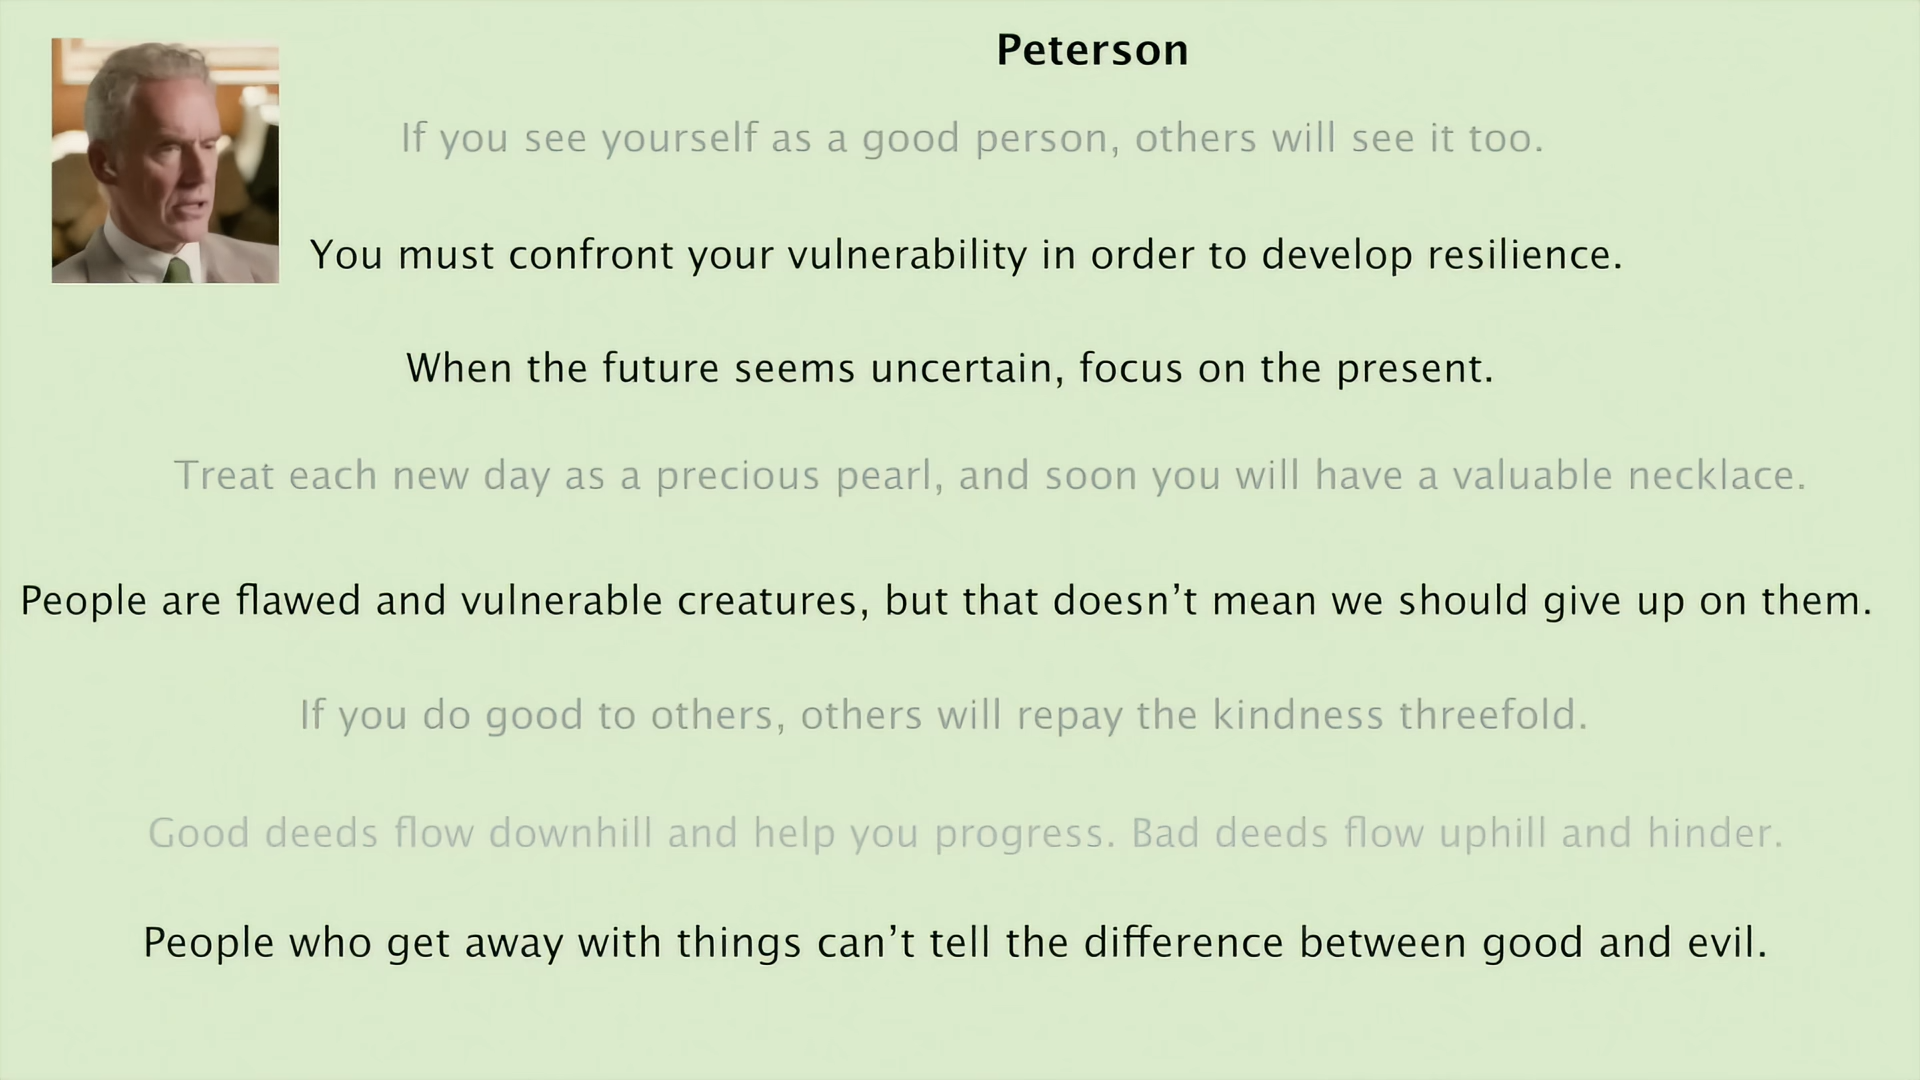 Peterson
If you see yourself as a good person, others will see it too.
You must confront your vulnerability in order to develop resilience.
When the future seems uncertain, focus on the present.
Treat each new day as a precious pearl, and soon you will have a valuable necklace.
People are flawed and vulnerable creatures, but that doesn’t mean we should give up on them.
If you do good to others, others will repay the kindness threefold.
Good deeds flow downhill and help you progress. Bad deeds flow uphill and hinder.
People who get away with things can’t tell the difference between good and evil.